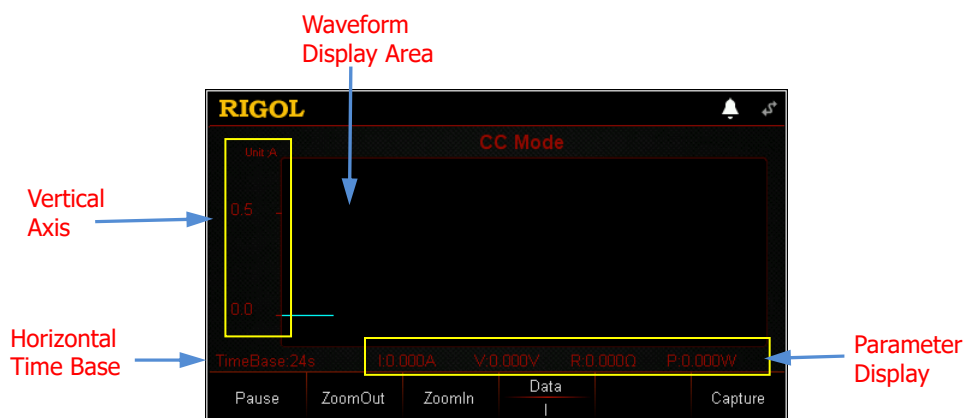 Waveform
Display Area
RIGOL
CC Mode
Unit:A
Vertical
Axis
0.5
0.0
Horizontal
Time Base
TimeBase:24s I:0.000A V:0.000V R:0.000Ω P:0.000W
Parameter
Display
Pause ZoomOut ZoomIn Data Capture
I